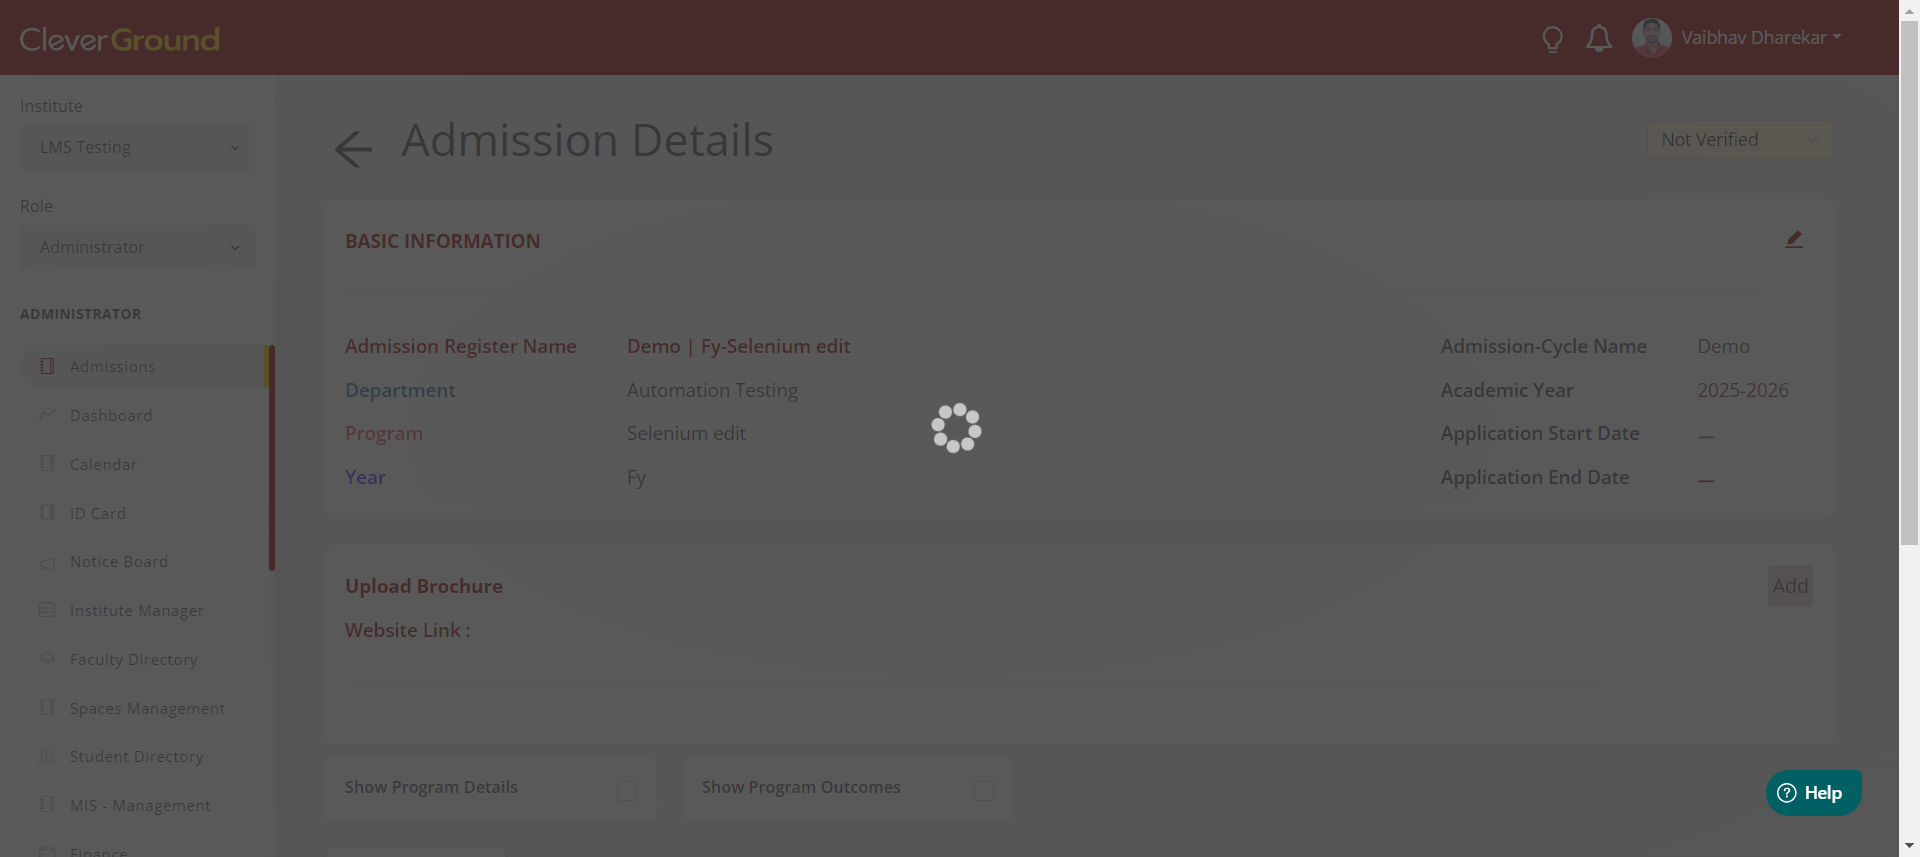 CleverGround
Vaibhav Dharekar
Institute
LMS Testing
Role
Administrator
ADMINISTRATOR
Admissions
Dashboard
Calendar
ID Card
Notice Board
Institute Manager
Faculty Directory
Spaces Management
Student Directory
MIS - Management
Finance
Admission Details
Not Verified
BASIC INFORMATION
Admission Register Name Demo | Fy-Selenium edit
Department Automation Testing
Program Selenium edit
Year Fy
Admission-Cycle Name Demo
Academic Year 2025-2026
Application Start Date —
Application End Date —
Upload Brochure
Add
Website Link :
Show Program Details
Show Program Outcomes
Help